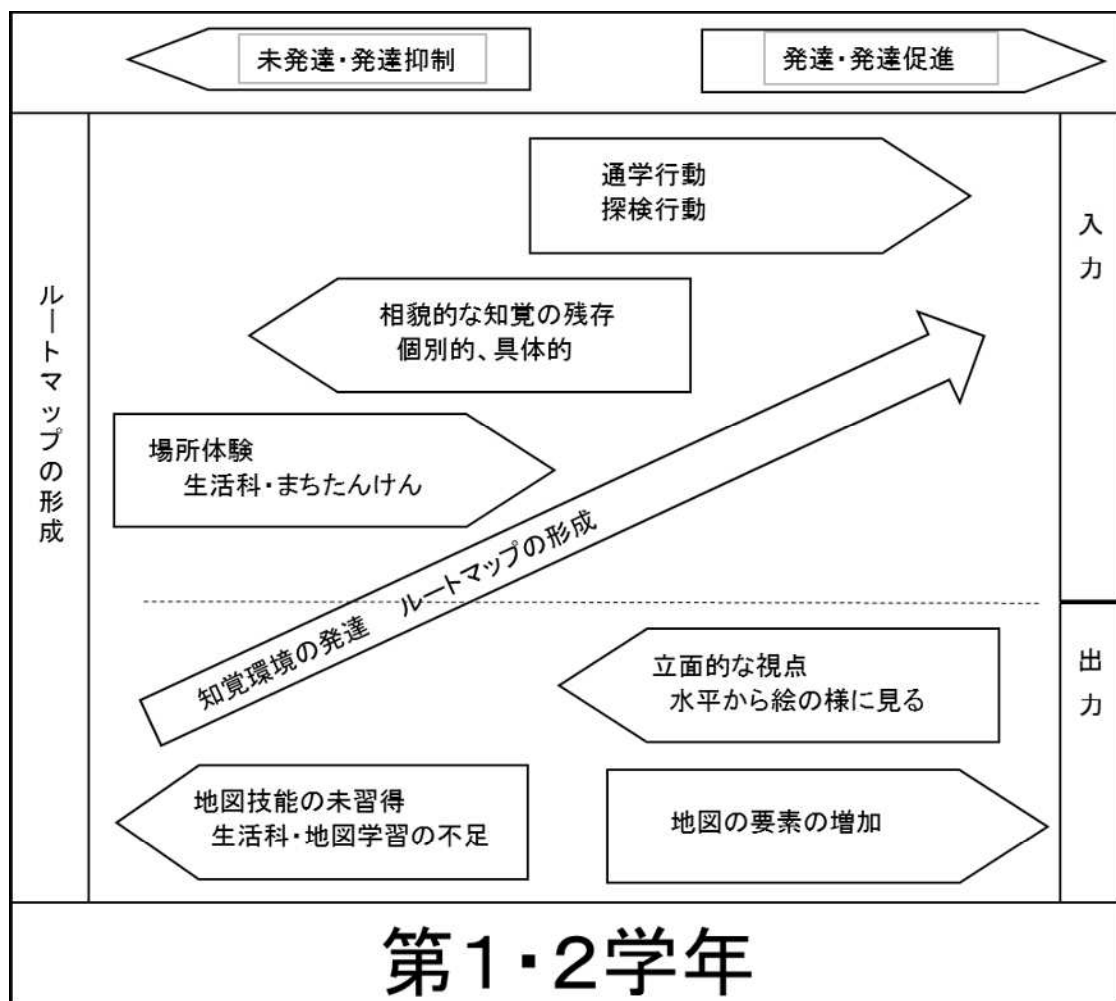 未発達・発達抑制
発達・発達促進
ルートマップの形成
通学行動
探検行動
相貌的な知覚の残存
個別的、具体的
場所体験
生活科・まちたんけん
知覚環境の発達　ルートマップの形成
入力
立面的な視点
水平から絵の様に見る
地図技能の未習得
生活科・地図学習の不足
地図の要素の増加
出力
第1・2学年